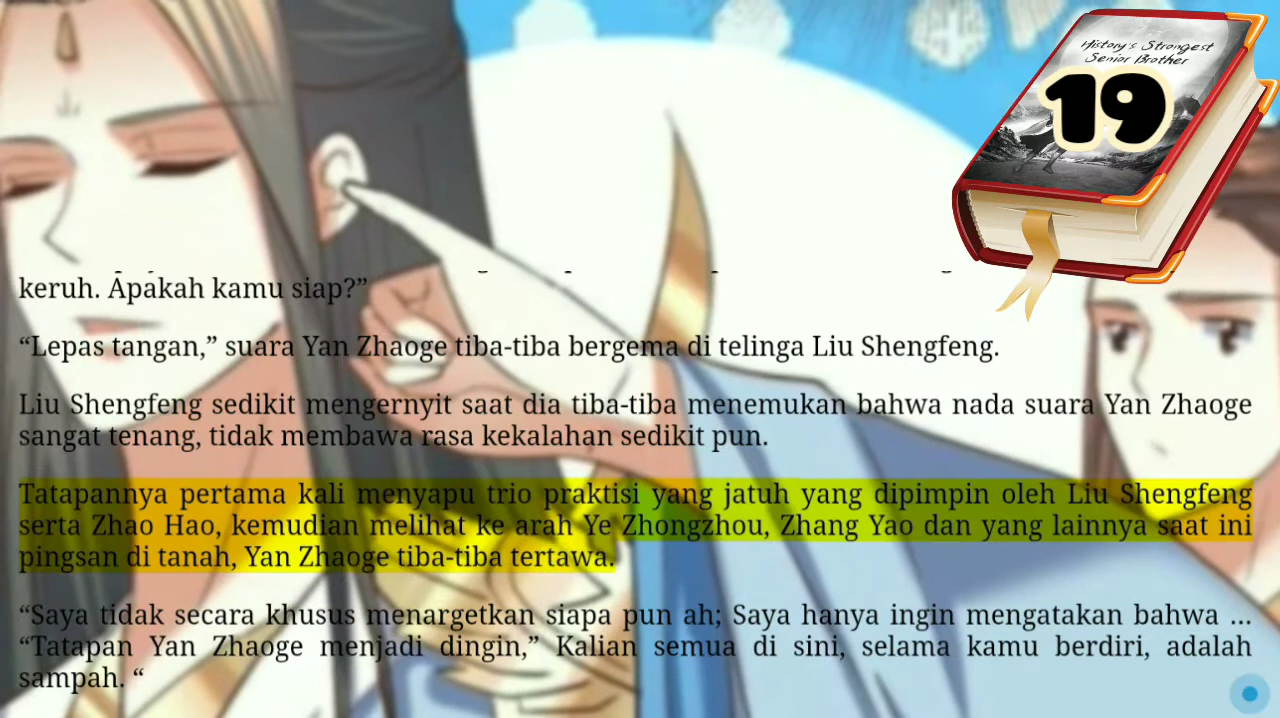 History's Strongest
Senior Brother
19
keruh. Apakah kamu siap?”
“Lepas tangan,” suara Yan Zhaoge tiba-tiba bergema di telinga Liu Shengfeng.
Liu Shengfeng sedikit mengernyit saat dia tiba-tiba menemukan bahwa nada suara Yan Zhaoge
sangat tenang, tidak membawa rasa kekalahan sedikit pun.
Tatapannya pertama kali menyapu trio praktisi yang jatuh yang dipimpin oleh Liu Shengfeng
serta Zhao Hao, kemudian melihat ke arah Ye Zhongzhou, Zhang Yao dan yang lainnya saat ini
pingsan di tanah, Yan Zhaoge tiba-tiba tertawa.
“Saya tidak secara khusus menargetkan siapa pun ah; Saya hanya ingin mengatakan bahwa ...
“Tatapan Yan Zhaoge menjadi dingin,” Kalian semua di sini, selama kamu berdiri, adalah
sampah. “